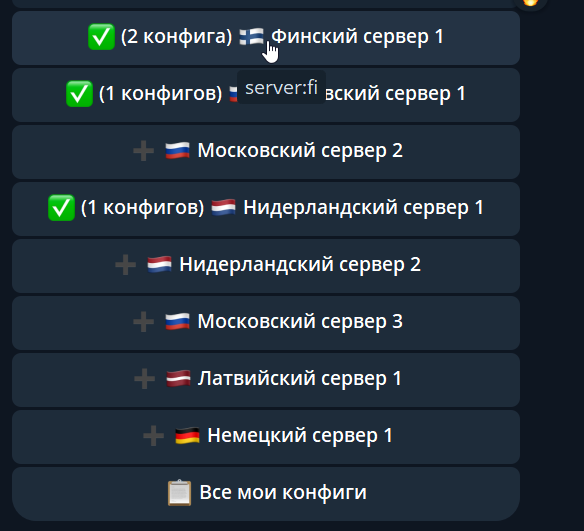 ✅ (2 конфига) 🇫🇮 Финский сервер 1
server:fi
✅ (1 конфигов) вский сервер 1
➕ 🇷🇺 Московский сервер 2
✅ (1 конфигов) 🇳🇱 Нидерландский сервер 1
➕ 🇳🇱 Нидерландский сервер 2
➕ 🇷🇺 Московский сервер 3
➕ 🇱🇻 Латвийский сервер 1
➕ 🇩🇪 Немецкий сервер 1
📋 Все мои конфиги